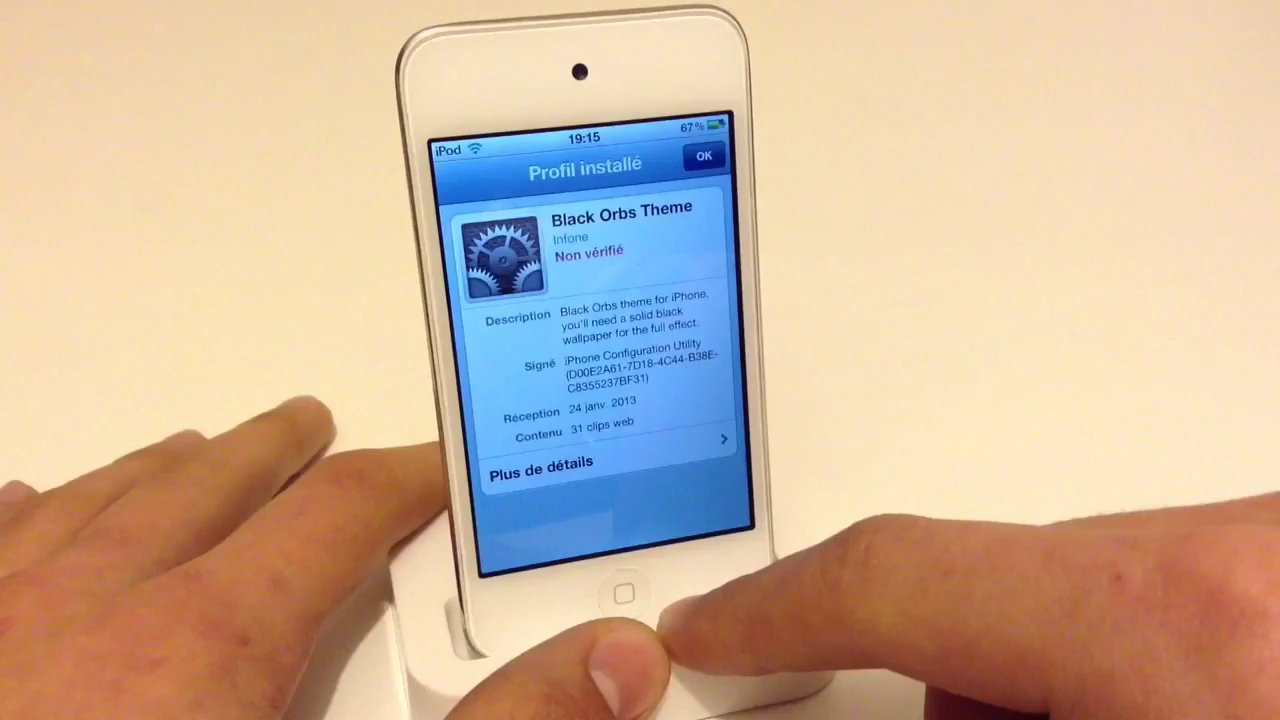 iPod 19:15 67%
Profil installé OK
Black Orbs Theme
Infone
Non vérifié
Description Black Orbs theme for iPhone,
you'll need a solid black
wallpaper for the full effect.
Signé iPhone Configuration Utility
(D00E2A61-7D18-4C44-B38E-
C8355237BF31)
Réception 24 janv. 2013
Contenu 31 clips web
Plus de détails